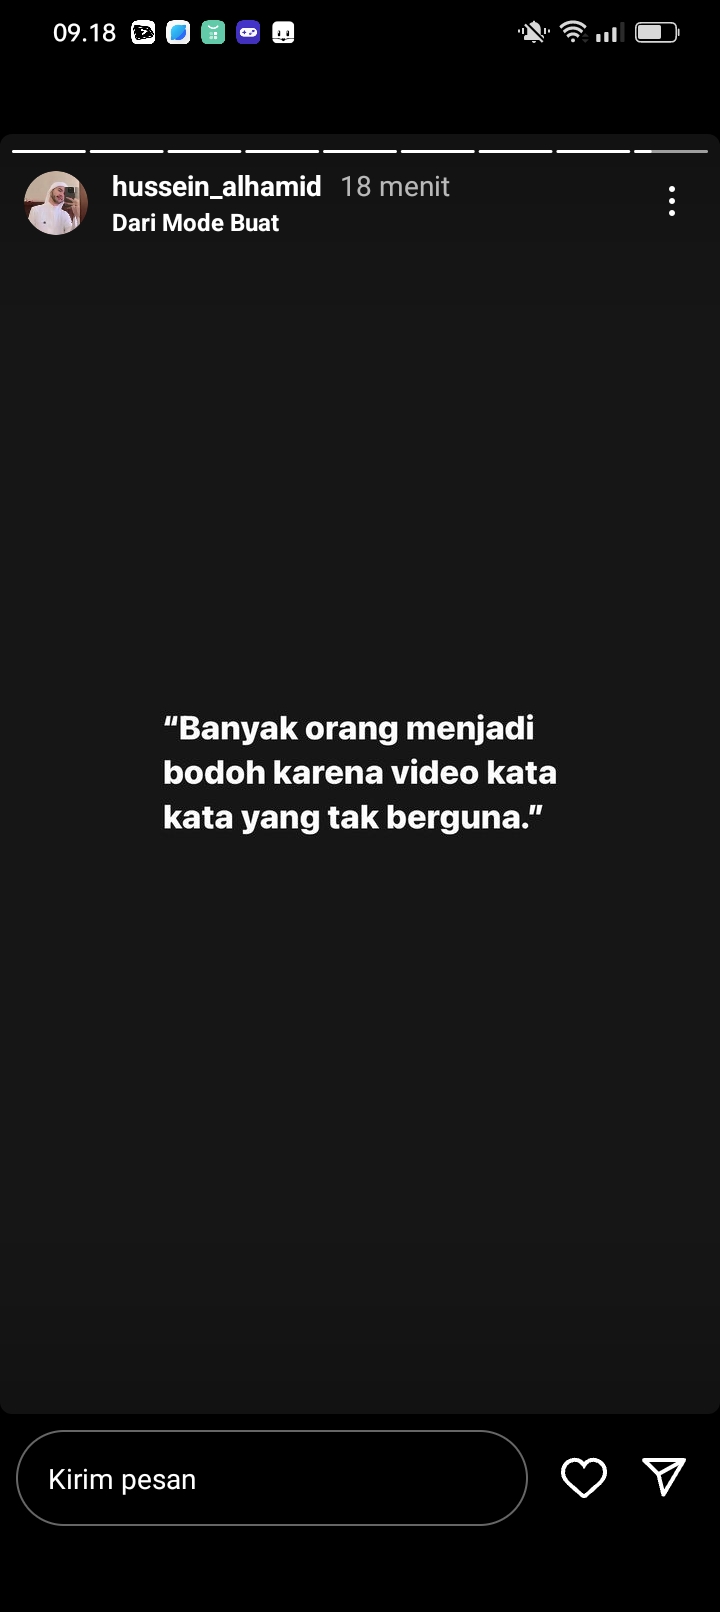 09.18
hussein_alhamid 18 menit
Dari Mode Buat
“Banyak orang menjadi
bodoh karena video kata
kata yang tak berguna.”
Kirim pesan